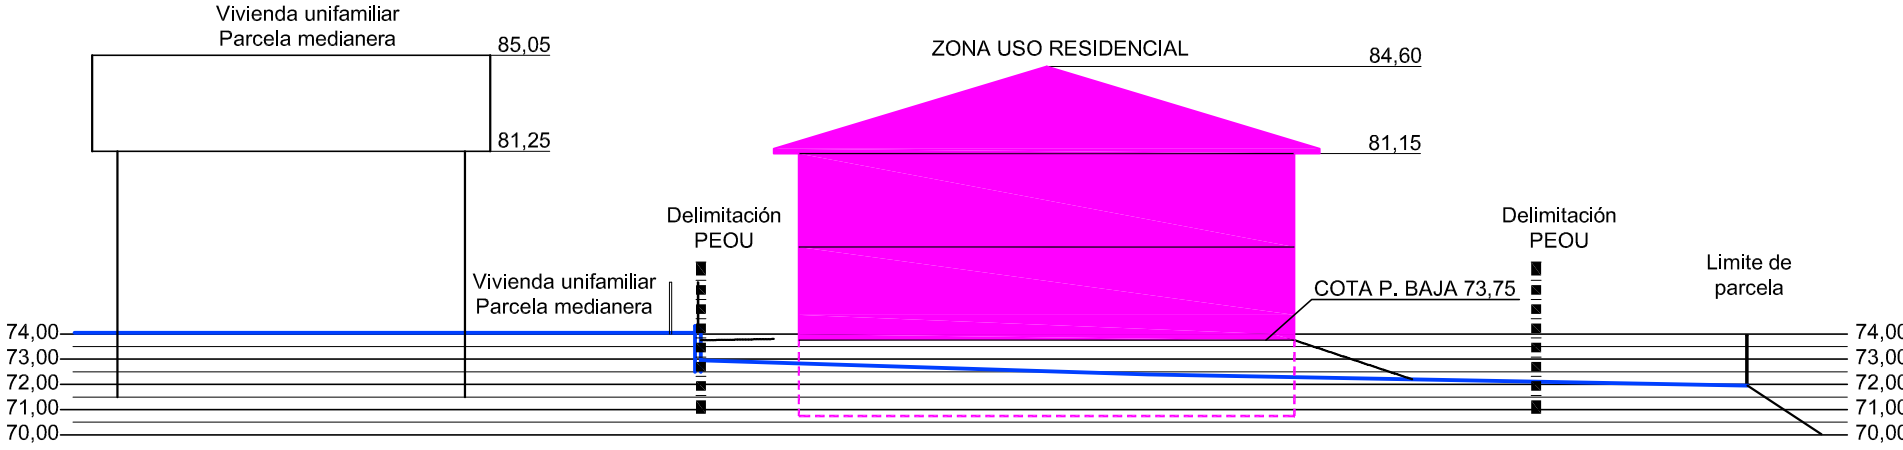 Vivienda unifamiliar
Parcela medianera
85,05
81,25
ZONA USO RESIDENCIAL
84,60
81,15
Delimitación
PEOU
Delimitación
PEOU
Vivienda unifamiliar
Parcela medianera
COTA P. BAJA 73,75
Limite de
parcela
74,00
73,00
72,00
71,00
70,00
74,00
73,00
72,00
71,00
70,00